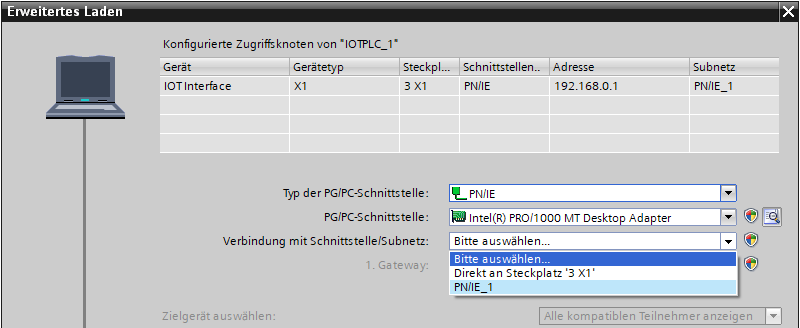 Erweitertes Laden
Konfigurierte Zugriffsknoten von "IOTPLC_1"
Gerät Gerätetyp Steckpl... Schnittstellen.. Adresse Subnetz
IOT Interface X1 3 X1 PN/IE 192.168.0.1 PN/IE_1
Typ der PG/PC-Schnittstelle: PN/IE
PG/PC-Schnittstelle: Intel(R) PRO/1000 MT Desktop Adapter
Verbindung mit Schnittstelle/Subnetz: Bitte auswählen...
Bitte auswählen...
1. Gateway:
Direkt an Steckplatz '3 X1'
PN/IE_1
Zielgerät auswählen: Alle kompatiblen Teilnehmer anzeigen